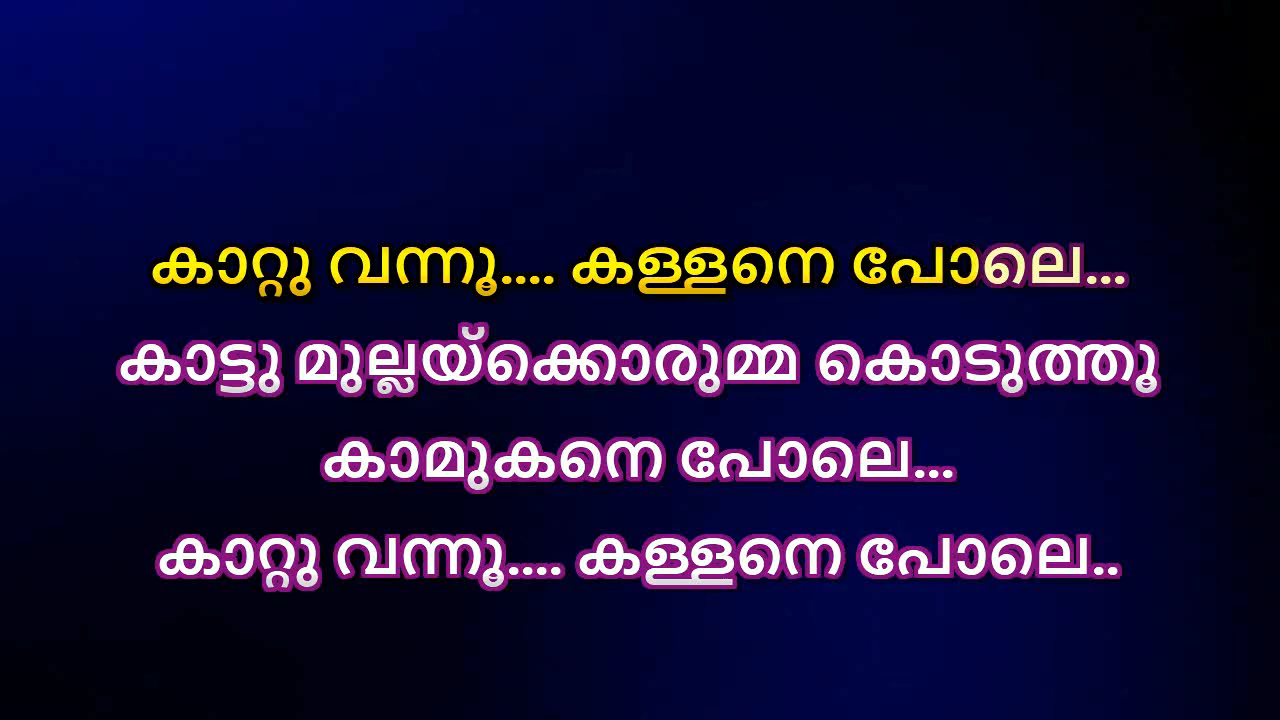 കാറ്റു വന്നൂ.... കള്ളനെ പോലെ...
കാട്ടു മുല്ലയ്ക്കൊരുമ്മ കൊടുത്തൂ
കാമുകനെ പോലെ...
കാറ്റു വന്നൂ.... കള്ളനെ പോലെ..